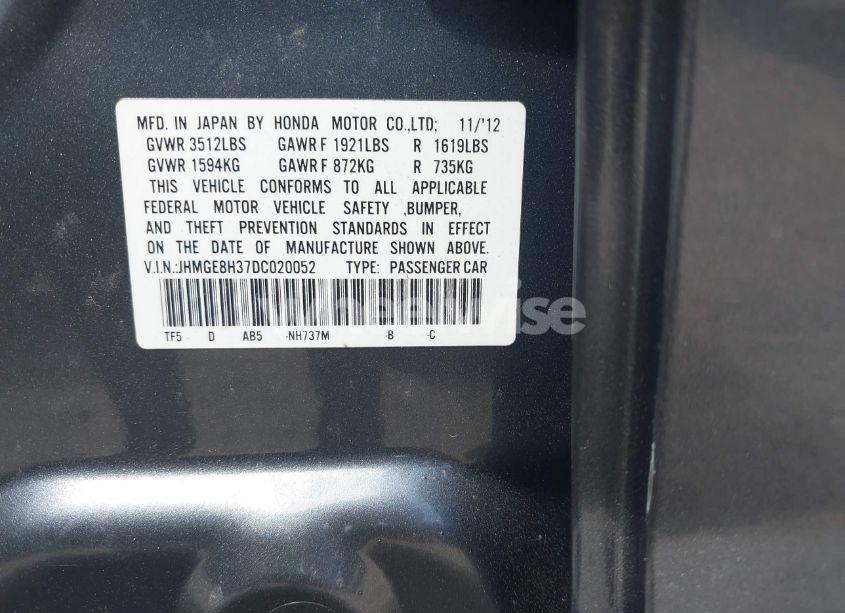 MFD. IN JAPAN BY HONDA MOTOR CO.,LTD; 11/'12
GVWR 3512LBS GAWR F 1921LBS R 1619LBS
GVWR 1594KG GAWR F 872KG R 735KG
THIS VEHICLE CONFORMS TO ALL APPLICABLE
FEDERAL MOTOR VEHICLE SAFETY ,BUMPER,
AND THEFT PREVENTION STANDARDS IN EFFECT
ON THE DATE OF MANUFACTURE SHOWN ABOVE.
V.I.N.:JHMGE8H37DC020052 TYPE: PASSENGER CAR
TF5 - D AB5 -NH737M -B -C